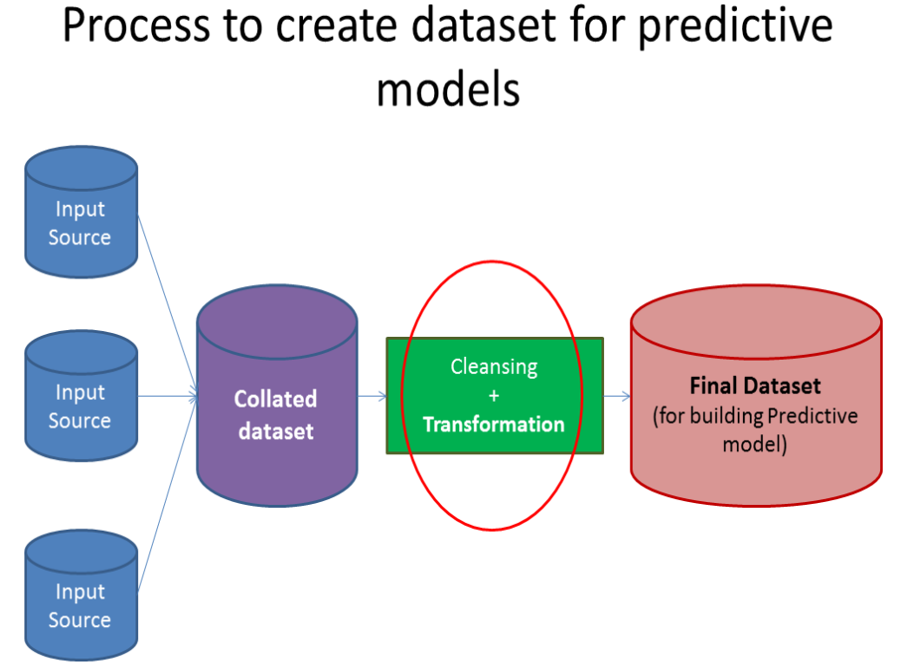 Process to create dataset for predictive
models
Input
Source
Input
Source
Input
Source
Collated
dataset
Cleansing
+
Transformation
Final Dataset
(for building Predictive
model)